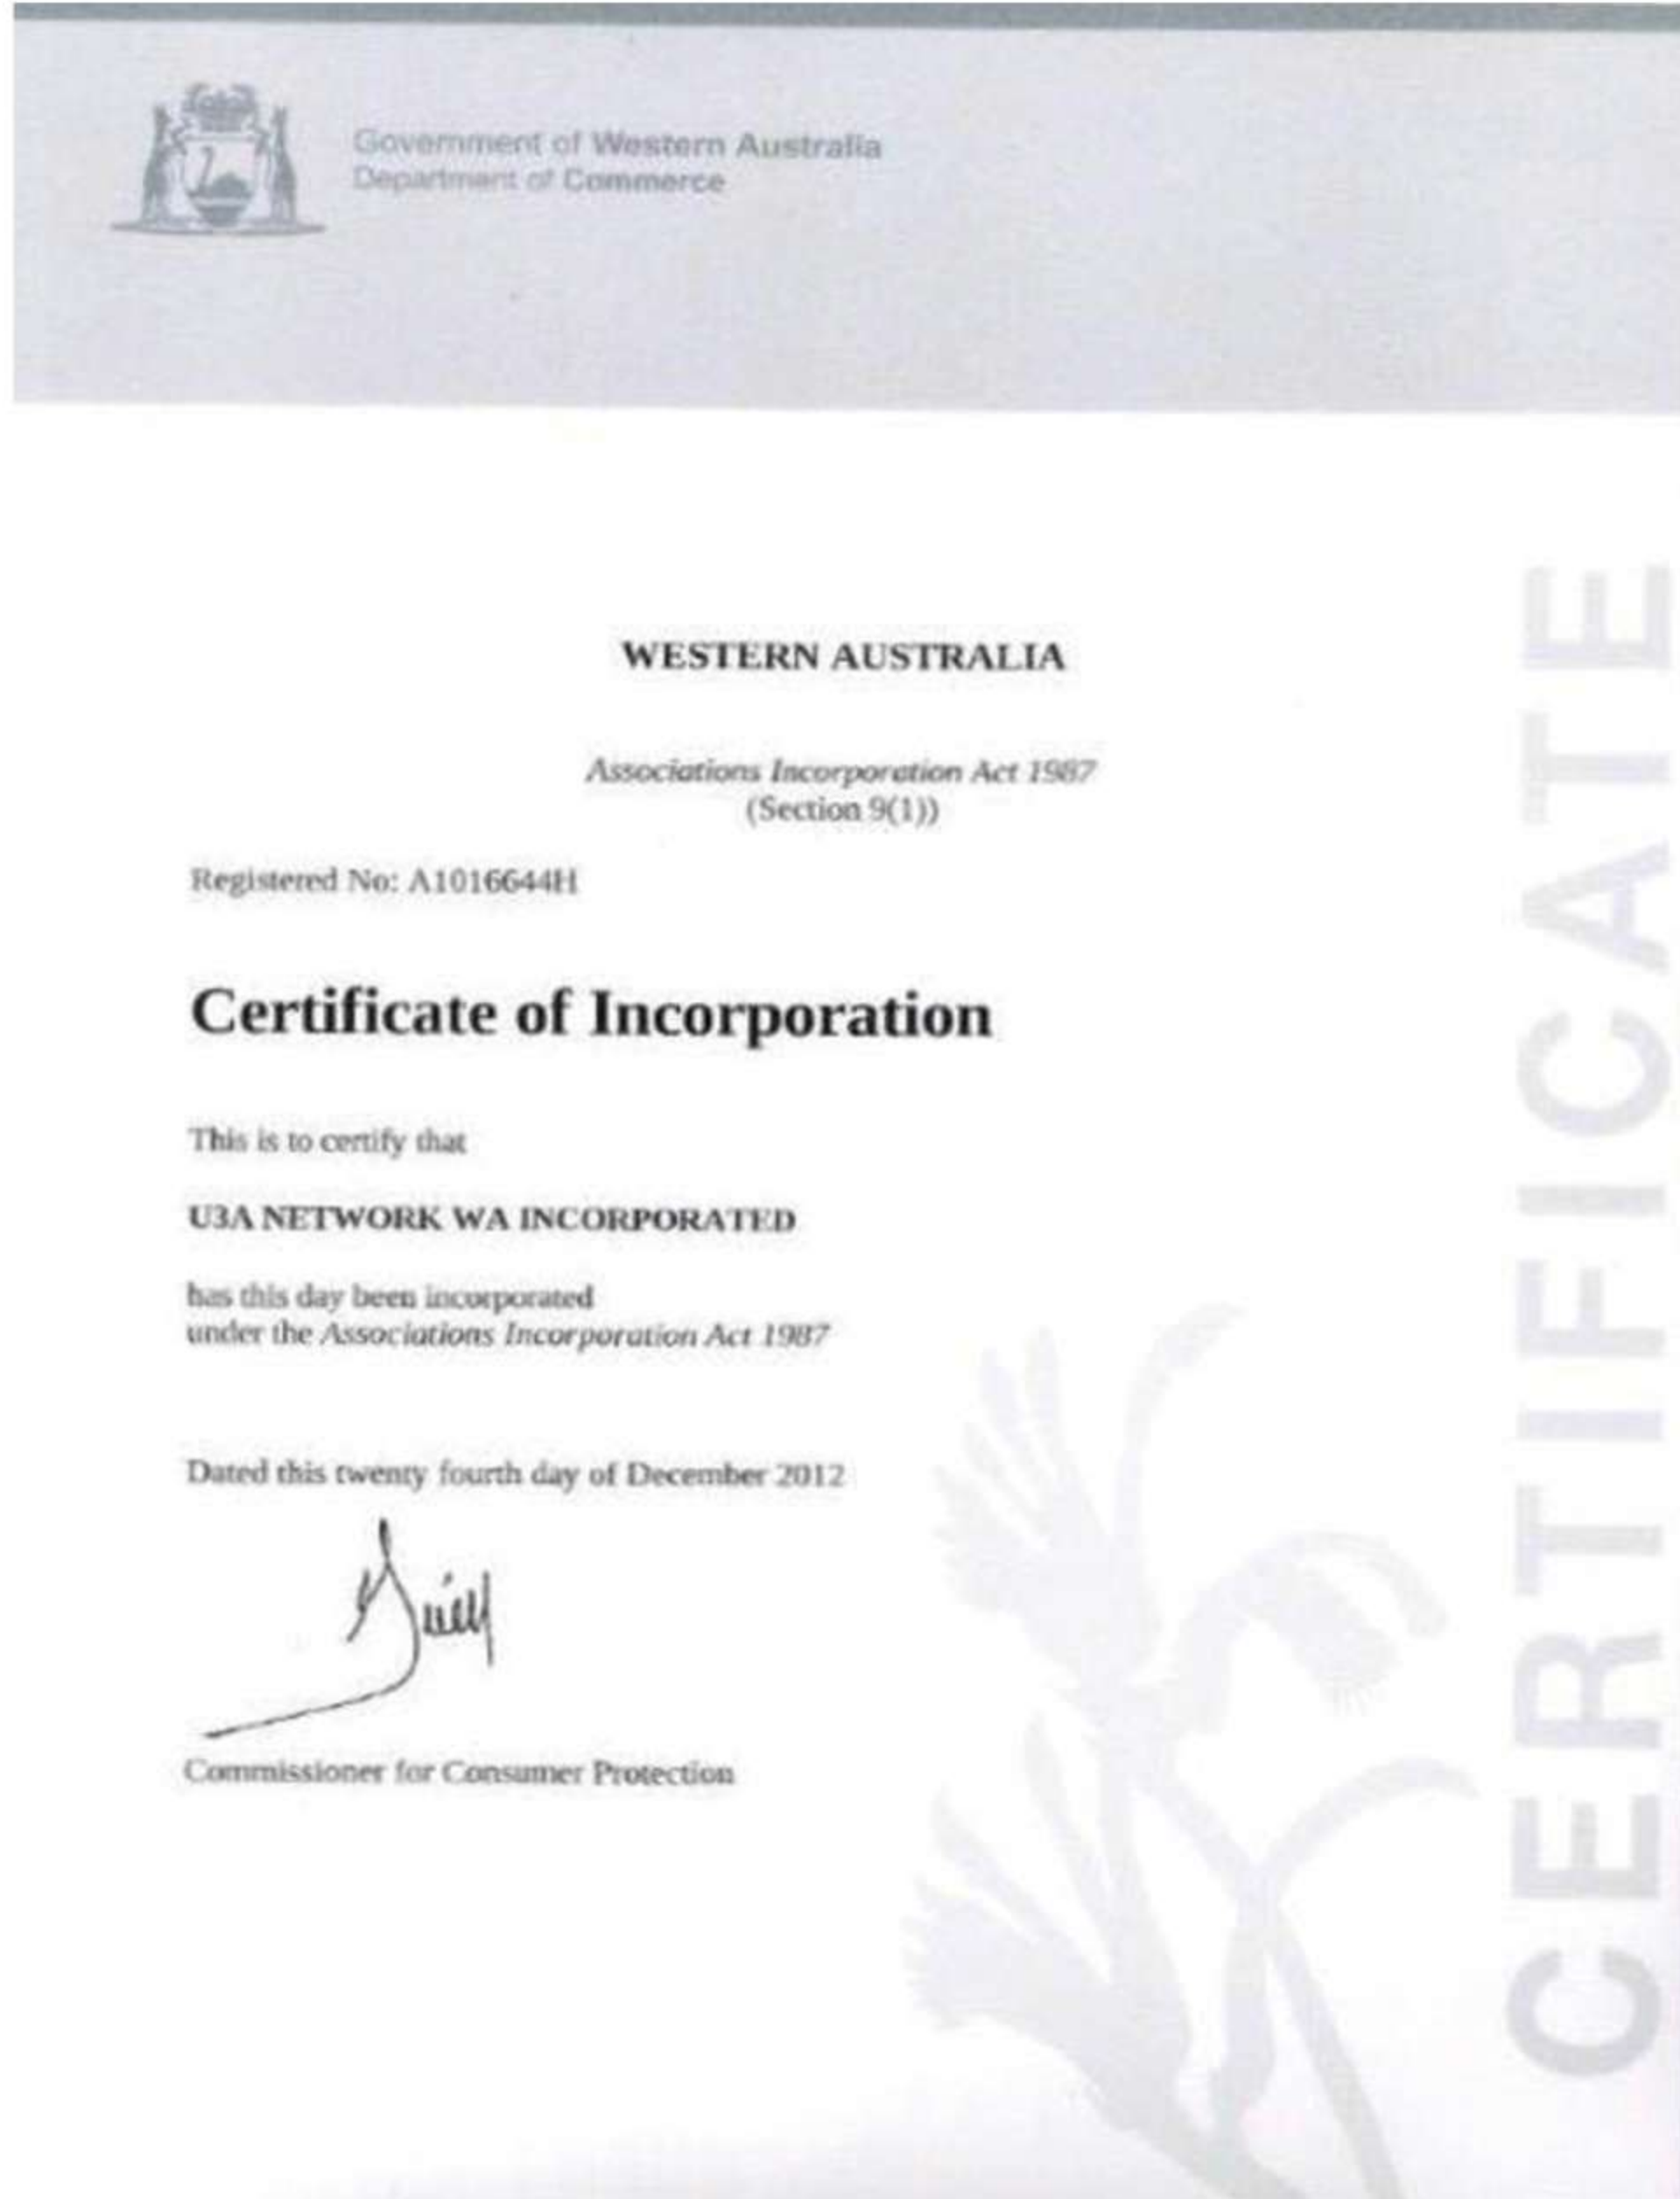 Government of Western Australia
Department of Commerce
WESTERN AUSTRALIA
Associations Incorporation Act 1987
(Section 9(1))
Registered No: A1016644H
Certificate of Incorporation
This is to certify that
U3A NETWORK WA INCORPORATED
has this day been incorporated
under the Associations Incorporation Act 1987
Dated this twenty fourth day of December 2012
Commissioner for Consumer Protection
CERTIFICATE